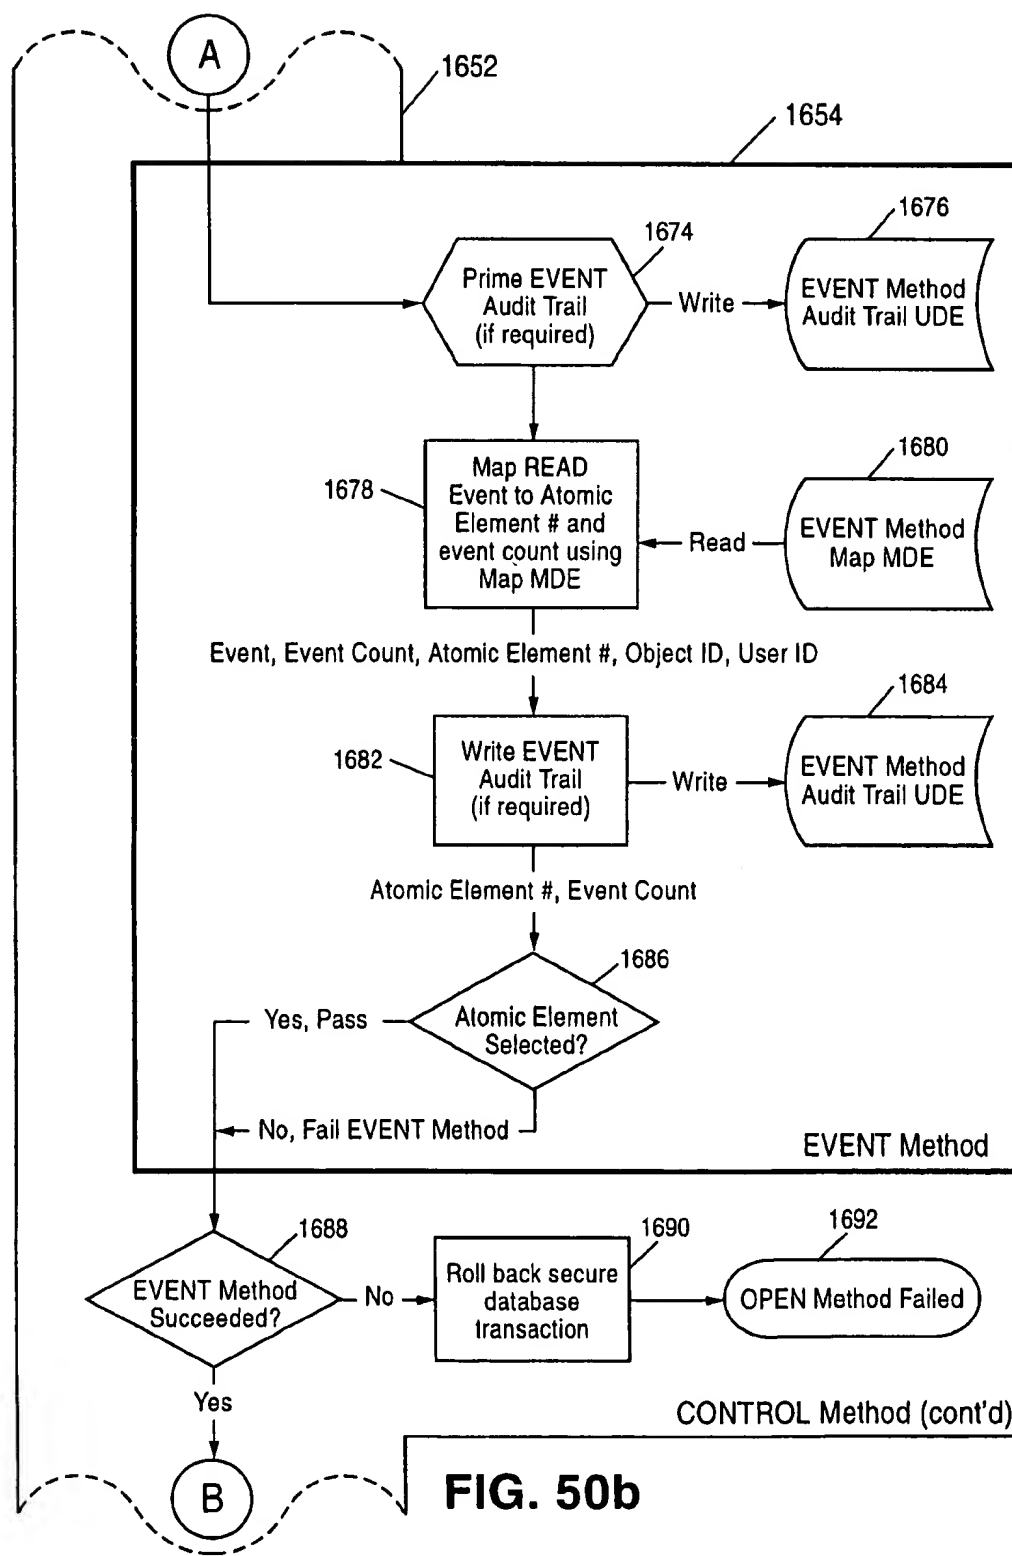 A
1652
1654
1676
1674
Prime EVENT
Audit Trail
(if required)
Write
EVENT Method
Audit Trail UDE
1680
1678
Map READ
Event to Atomic
Element # and
event count using
Map MDE
Read
EVENT Method
Map MDE
Event, Event Count, Atomic Element #, Object ID, User ID
1684
1682
Write EVENT
Audit Trail
(if required)
Write
EVENT Method
Audit Trail UDE
Atomic Element #, Event Count
1686
Yes, Pass
Atomic Element
Selected?
No, Fail EVENT Method
EVENT Method
1688
1690
1692
EVENT Method
Succeeded?
No
Roll back secure
database
transaction
OPEN Method Failed
Yes
CONTROL Method (cont'd)
B
FIG. 50b